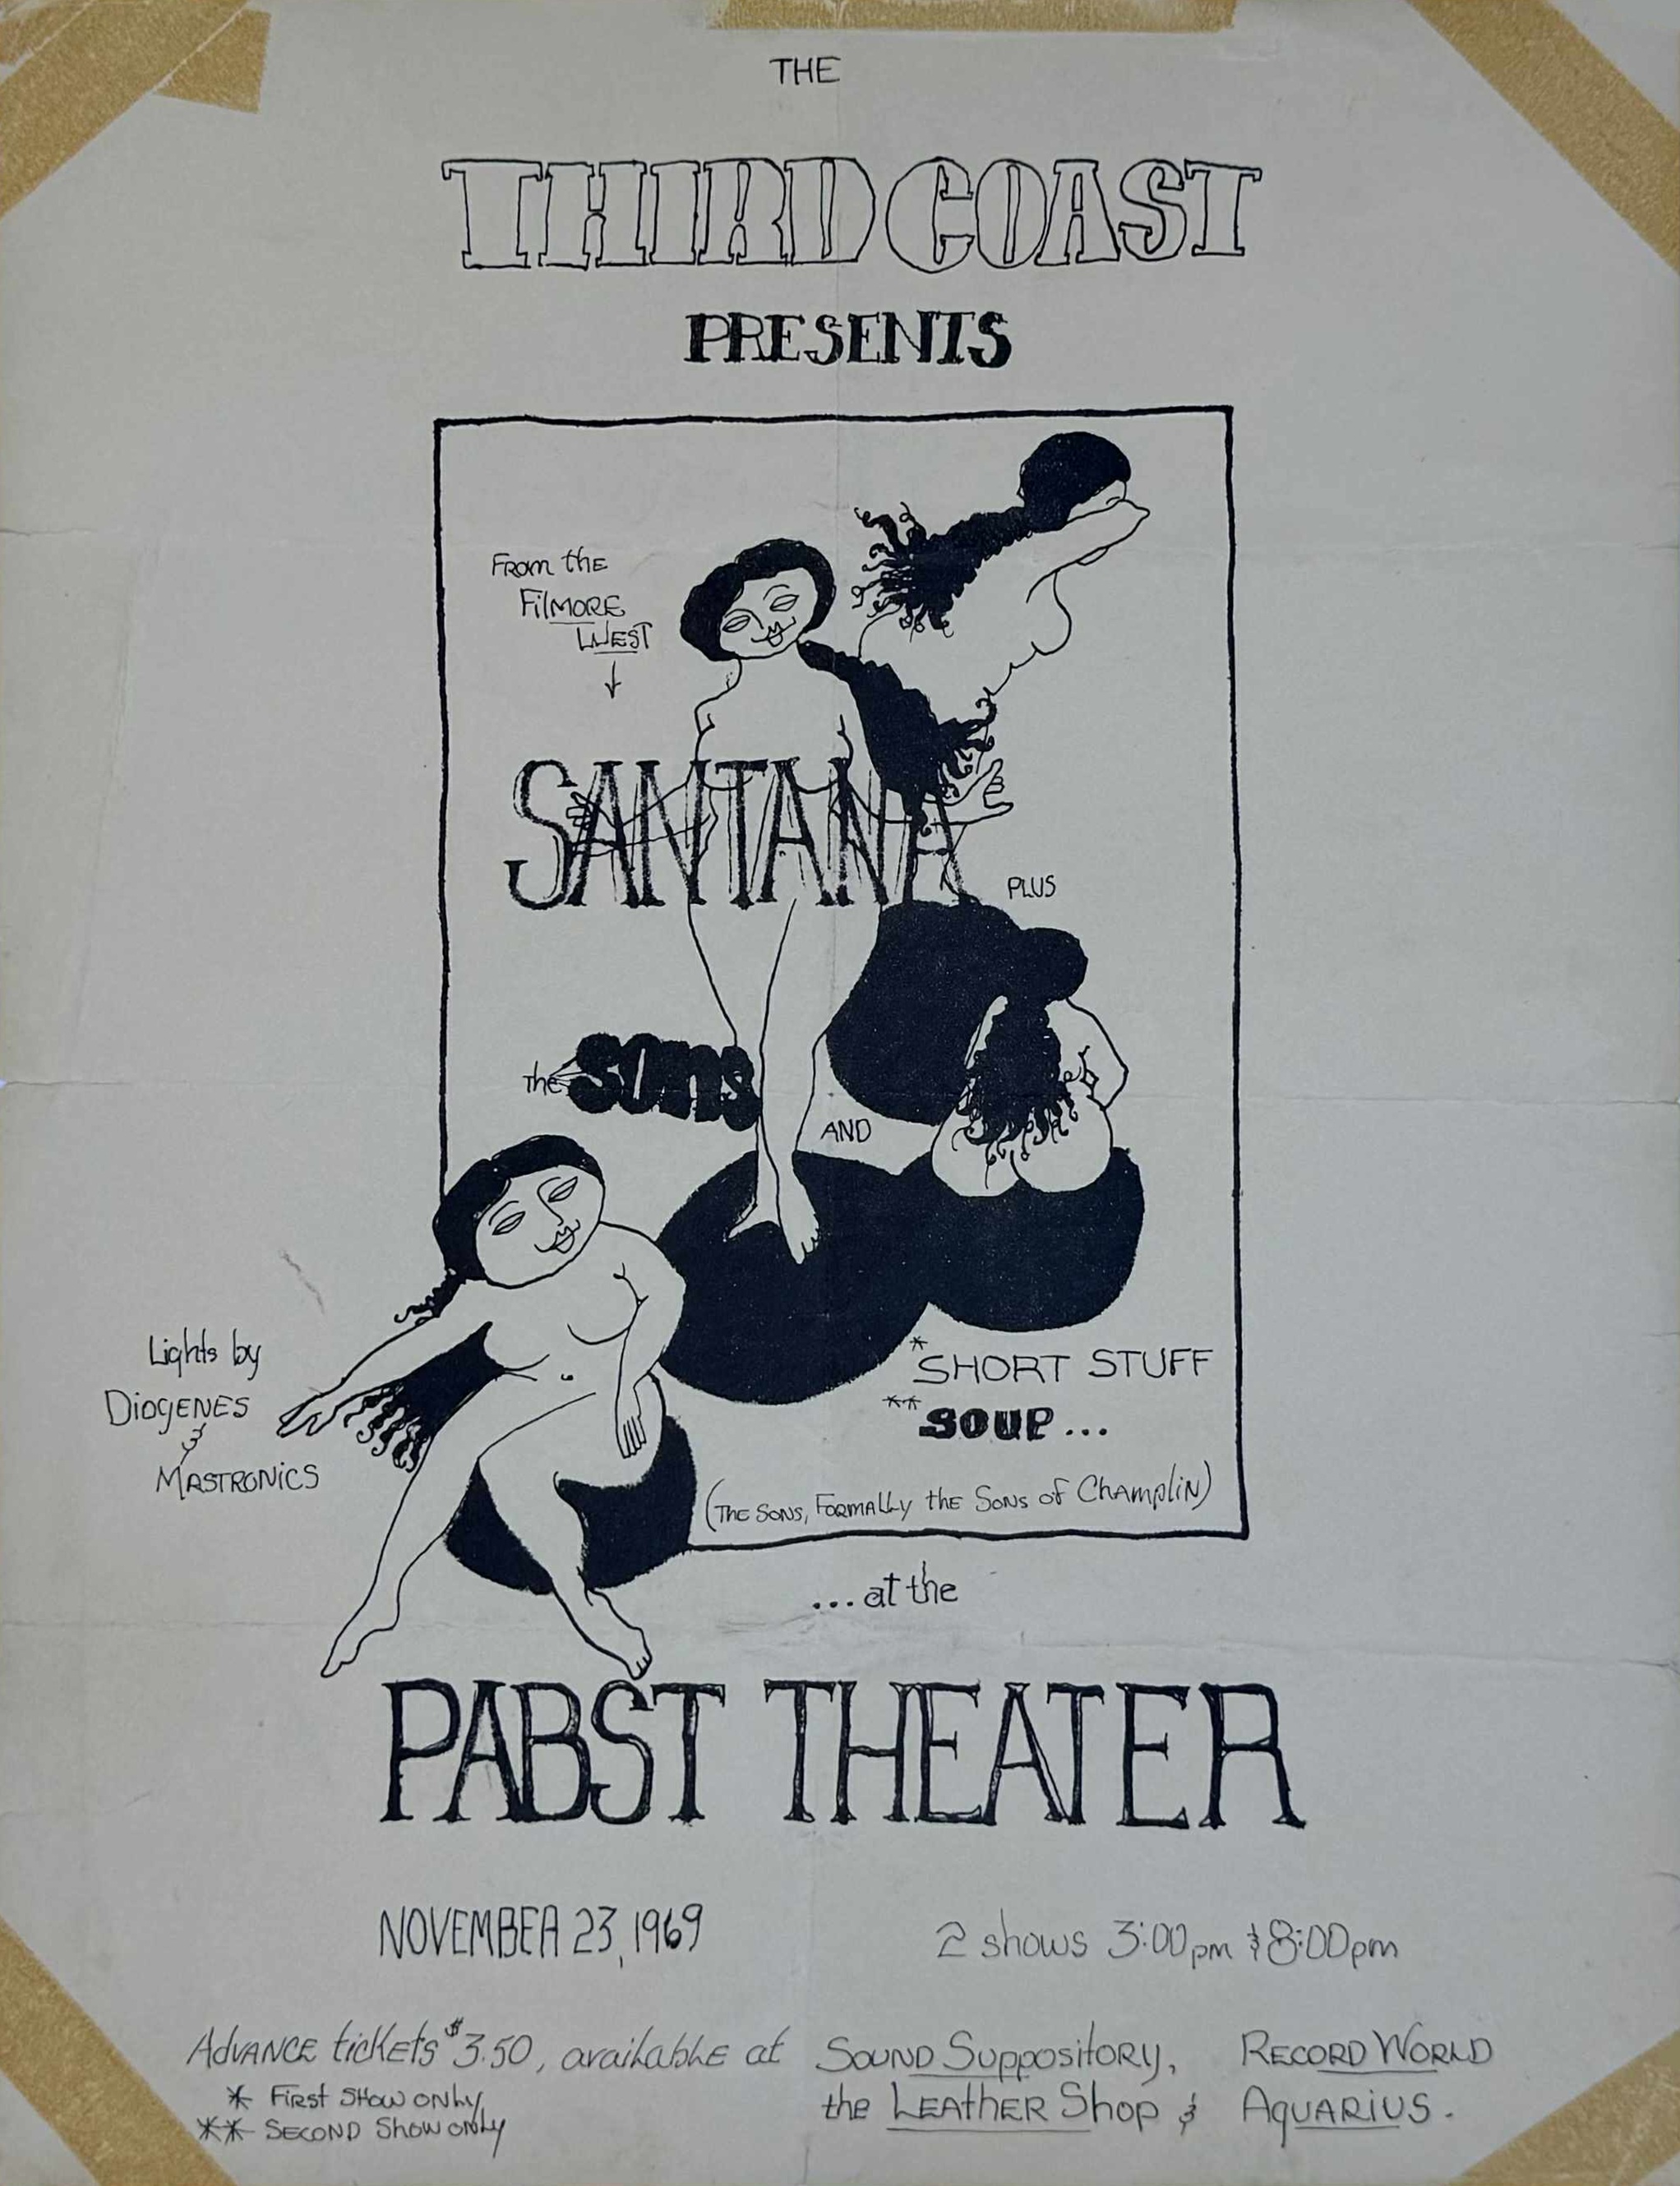 THE
THIRD COAST
PRESENTS
From the
Filmore
West
SANTANA
PLUS
the SONS
AND
*SHORT STUFF
**SOUP...
(The Sons, Formally the Sons of Champlin)
Lights by
Diogenes
&
Mastronics
...at the
PABST THEATER
NOVEMBER 23, 1969
2 shows 3:00pm & 8:00pm
Advance tickets $3.50, available at Sound Suppository, Record World
* First Show only
the Leather Shop & Aquarius.
** Second Show only